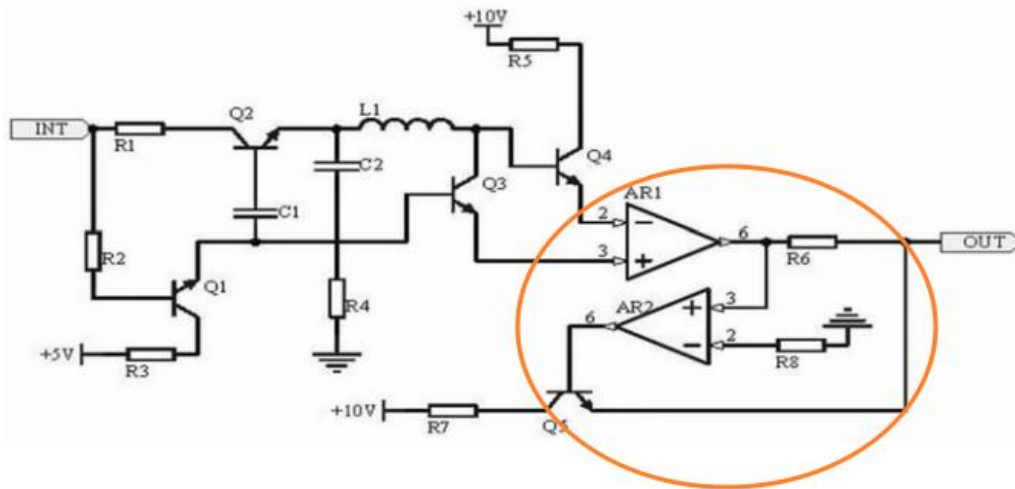 +10V
R5
INT
R1
Q2
L1
C2
Q3
Q4
AR1
2
−
6
3
+
R6
OUT
C1
R2
Q1
R4
AR2
6
+
3
−
2
R8
+5V
R3
+10V
R7
Q5